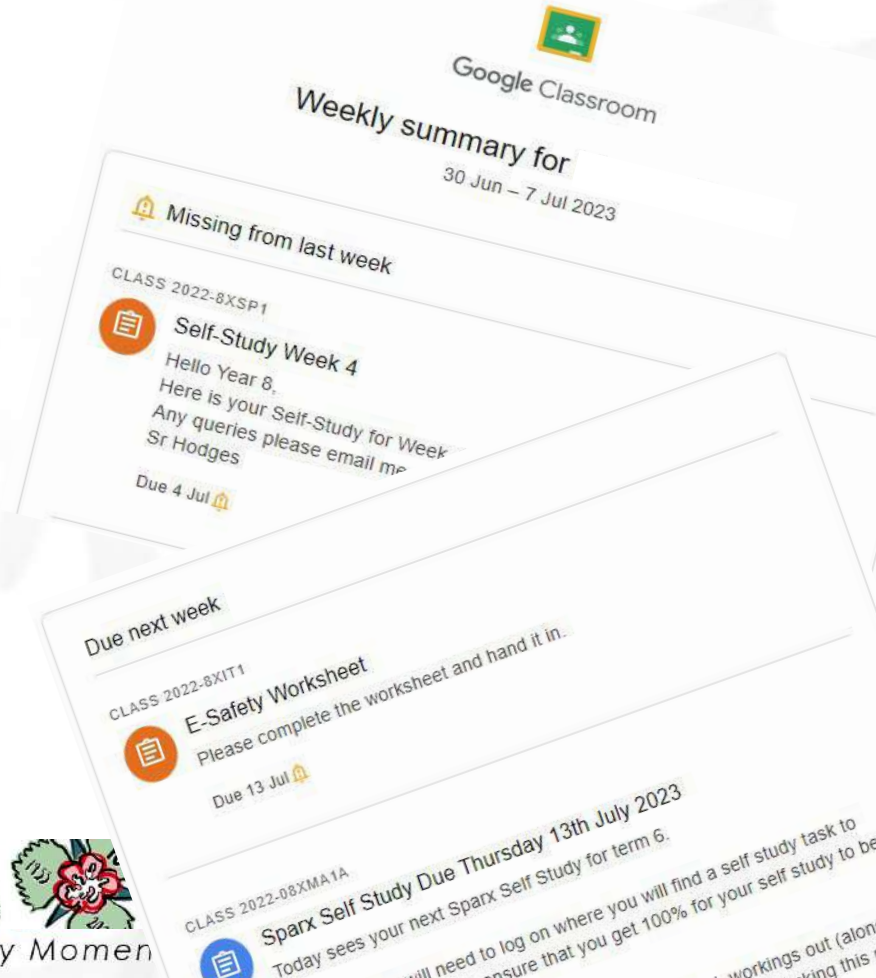 Google Classroom
Weekly summary for
30 Jun – 7 Jul 2023
Missing from last week
CLASS 2022-8XSP1
Self-Study Week 4
Hello Year 8,
Here is your Self-Study for Week
Any queries please email me
Sr Hodges
Due 4 Jul
Due next week
CLASS 2022-8XIT1
E-Safety Worksheet
Please complete the worksheet and hand it in.
Due 13 Jul
CLASS 2022-08XMA1A
Sparx Self Study Due Thursday 13th July 2023
Today sees your next Sparx Self Study for term 6.
will need to log on where you will find a self study task to
ensure that you get 100% for your self study to be
workings out
this
1953
y Momen